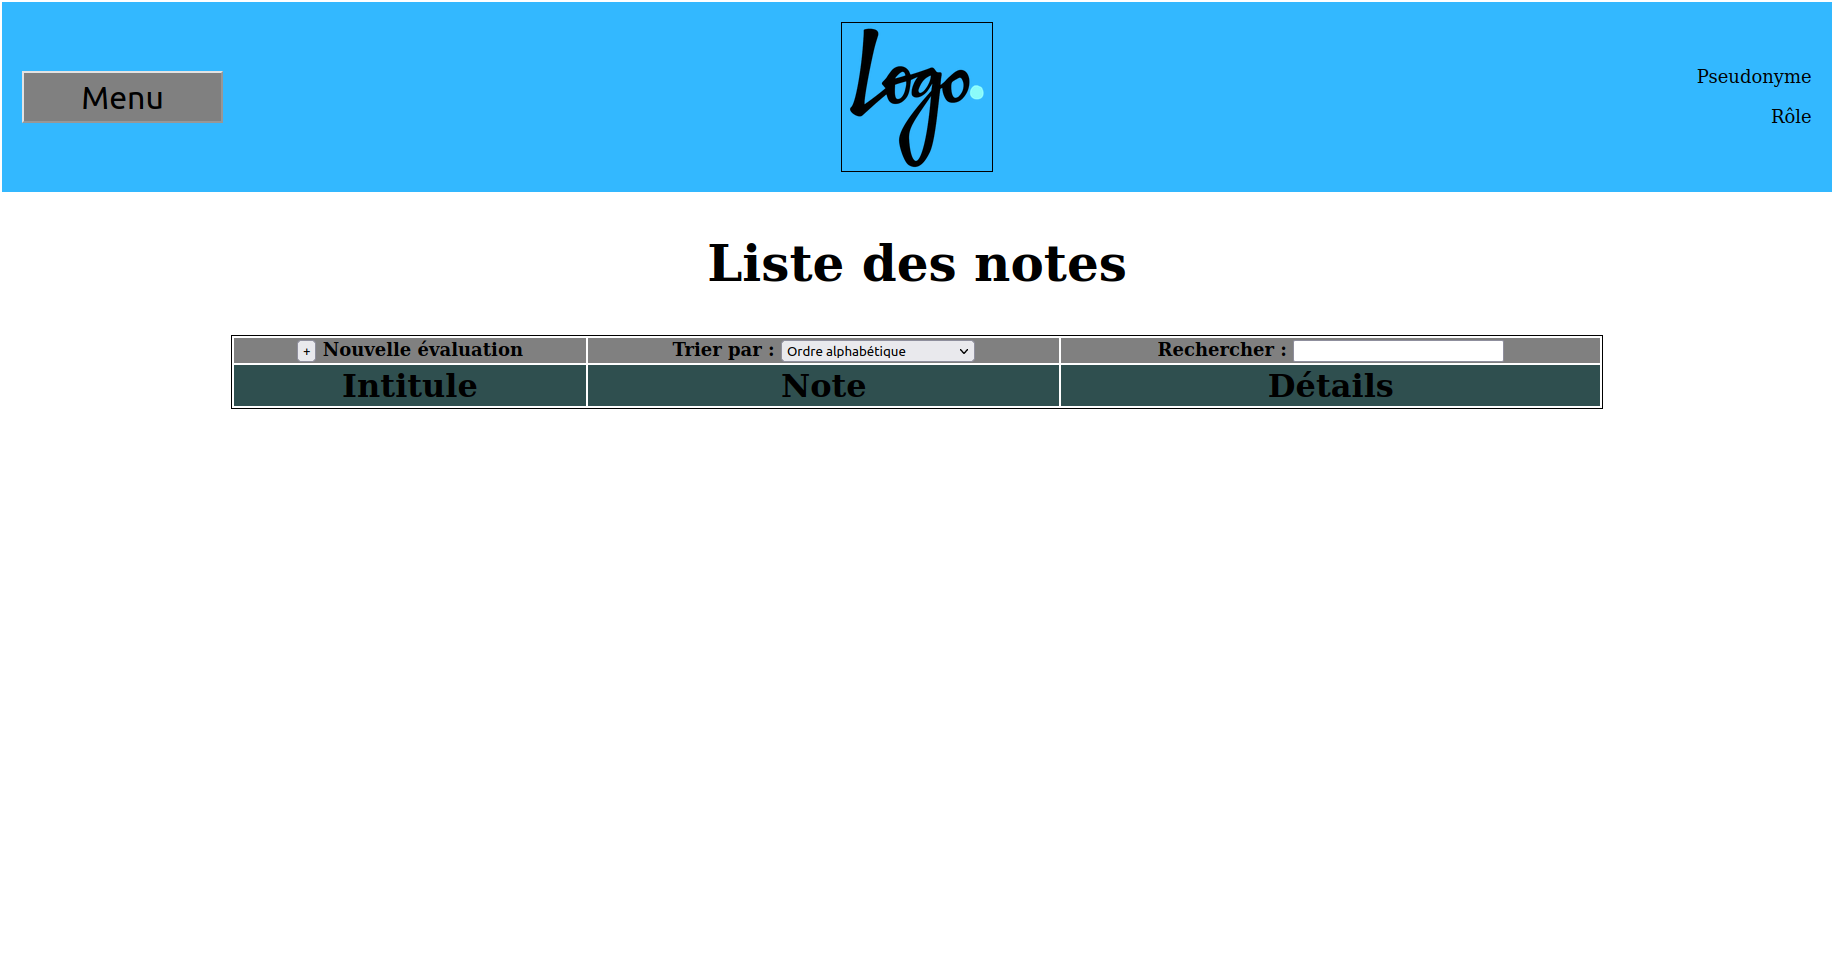 Menu
Logo.
Pseudonyme
Rôle
Liste des notes
+ Nouvelle évaluation Trier par : Ordre alphabétique Rechercher :
Intitule Note Détails